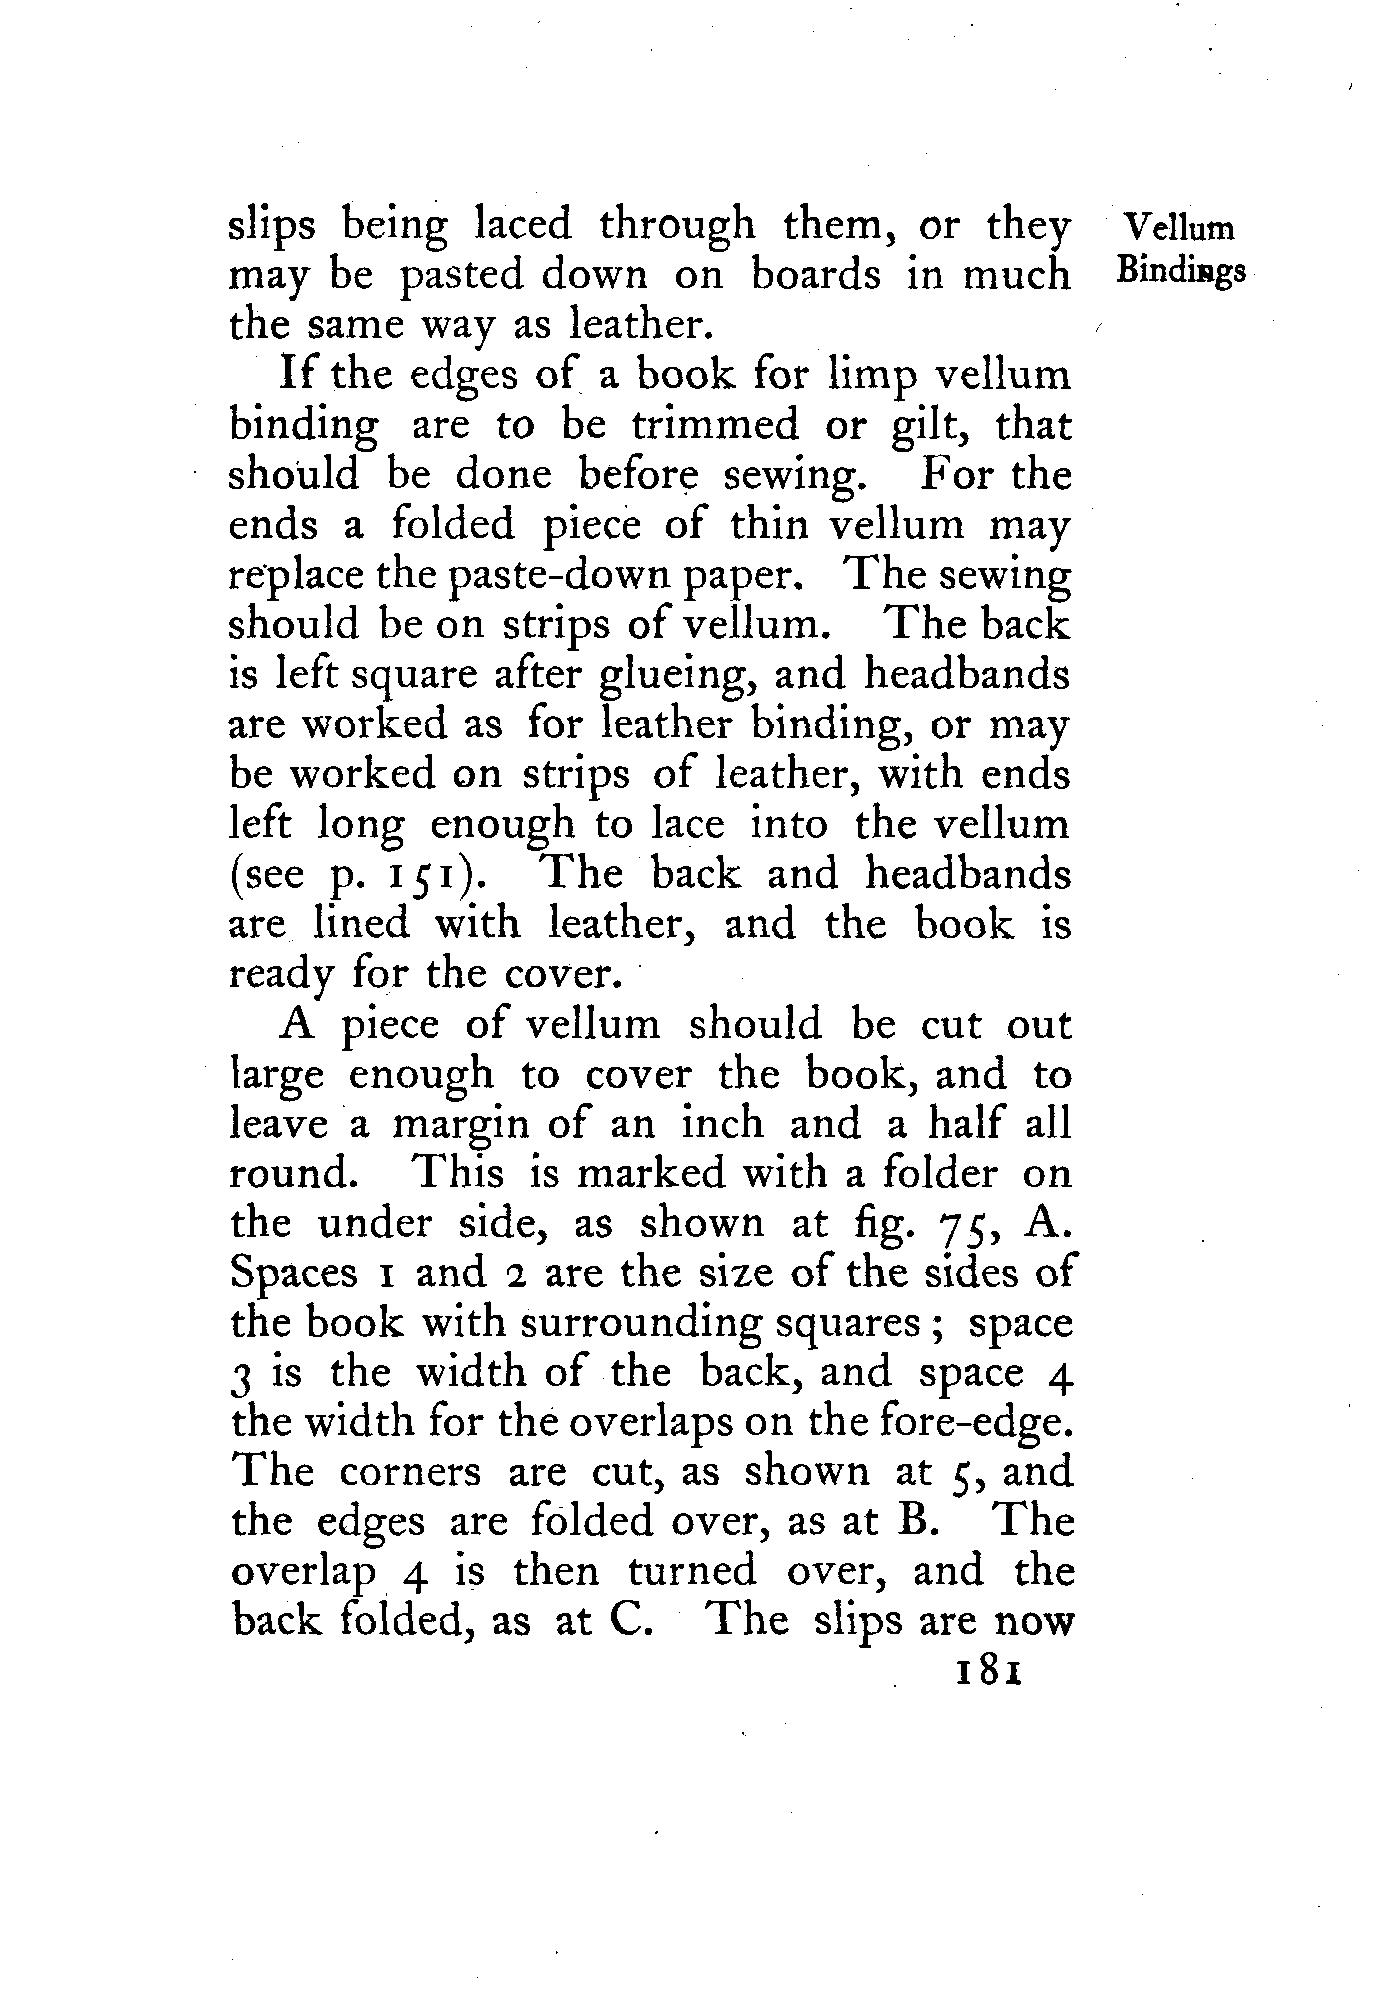 slips being laced through them, or they
may be pasted down on boards in much
the same way as leather.
Vellum
Bindings
If the edges of a book for limp vellum
binding are to be trimmed or gilt, that
should be done before sewing. For the
ends a folded piece of thin vellum may
replace the paste-down paper. The sewing
should be on strips of vellum. The back
is left square after glueing, and headbands
are worked as for leather binding, or may
be worked on strips of leather, with ends
left long enough to lace into the vellum
(see p. 151). The back and headbands
are lined with leather, and the book is
ready for the cover.
A piece of vellum should be cut out
large enough to cover the book, and to
leave a margin of an inch and a half all
round. This is marked with a folder on
the under side, as shown at fig. 75, A.
Spaces 1 and 2 are the size of the sides of
the book with surrounding squares; space
3 is the width of the back, and space 4
the width for the overlaps on the fore-edge.
The corners are cut, as shown at 5, and
the edges are folded over, as at B. The
overlap 4 is then turned over, and the
back folded, as at C. The slips are now
181